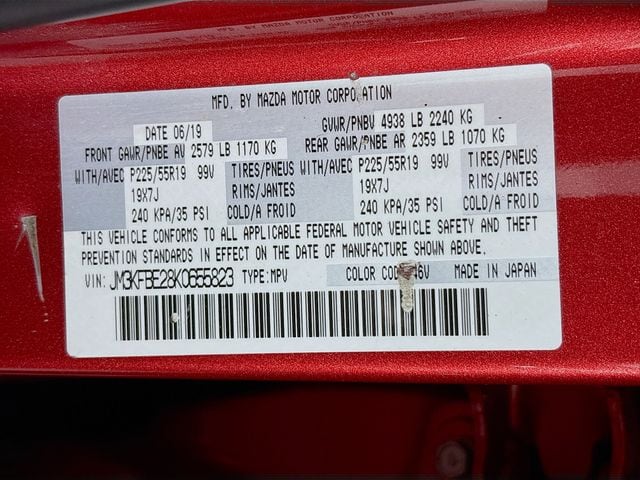 MFD. BY MAZDA MOTOR CORPORATION
DATE 06/19 GVWR/PNBV 4938 LB 2240 KG
FRONT GAWR/PNBE AV 2579 LB 1170 KG REAR GAWR/PNBE AR 2359 LB 1070 KG
WITH/AVEC P225/55R19 99V TIRES/PNEUS WITH/AVEC P225/55R19 99V TIRES/PNEUS
19X7J RIMS/JANTES 19X7J RIMS/JANTES
240 KPA/35 PSI COLD/A FROID 240 KPA/35 PSI COLD/A FROID
THIS VEHICLE CONFORMS TO ALL APPLICABLE FEDERAL MOTOR VEHICLE SAFETY AND THEFT
PREVENTION STANDARDS IN EFFECT ON THE DATE OF MANUFACTURE SHOWN ABOVE.
VIN: JM3KFBE28K0655823 TYPE:MPV COLOR MADE IN JAPAN